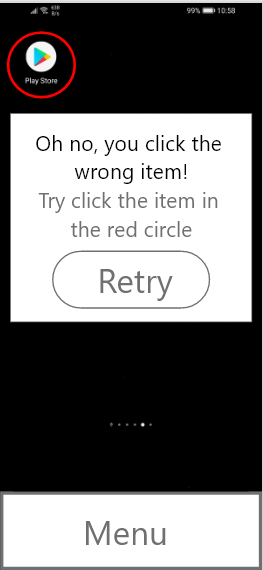 638
B/s
99%
10:58
Play Store
Oh no, you click the
wrong item!
Try click the item in
the red circle
Retry
Menu